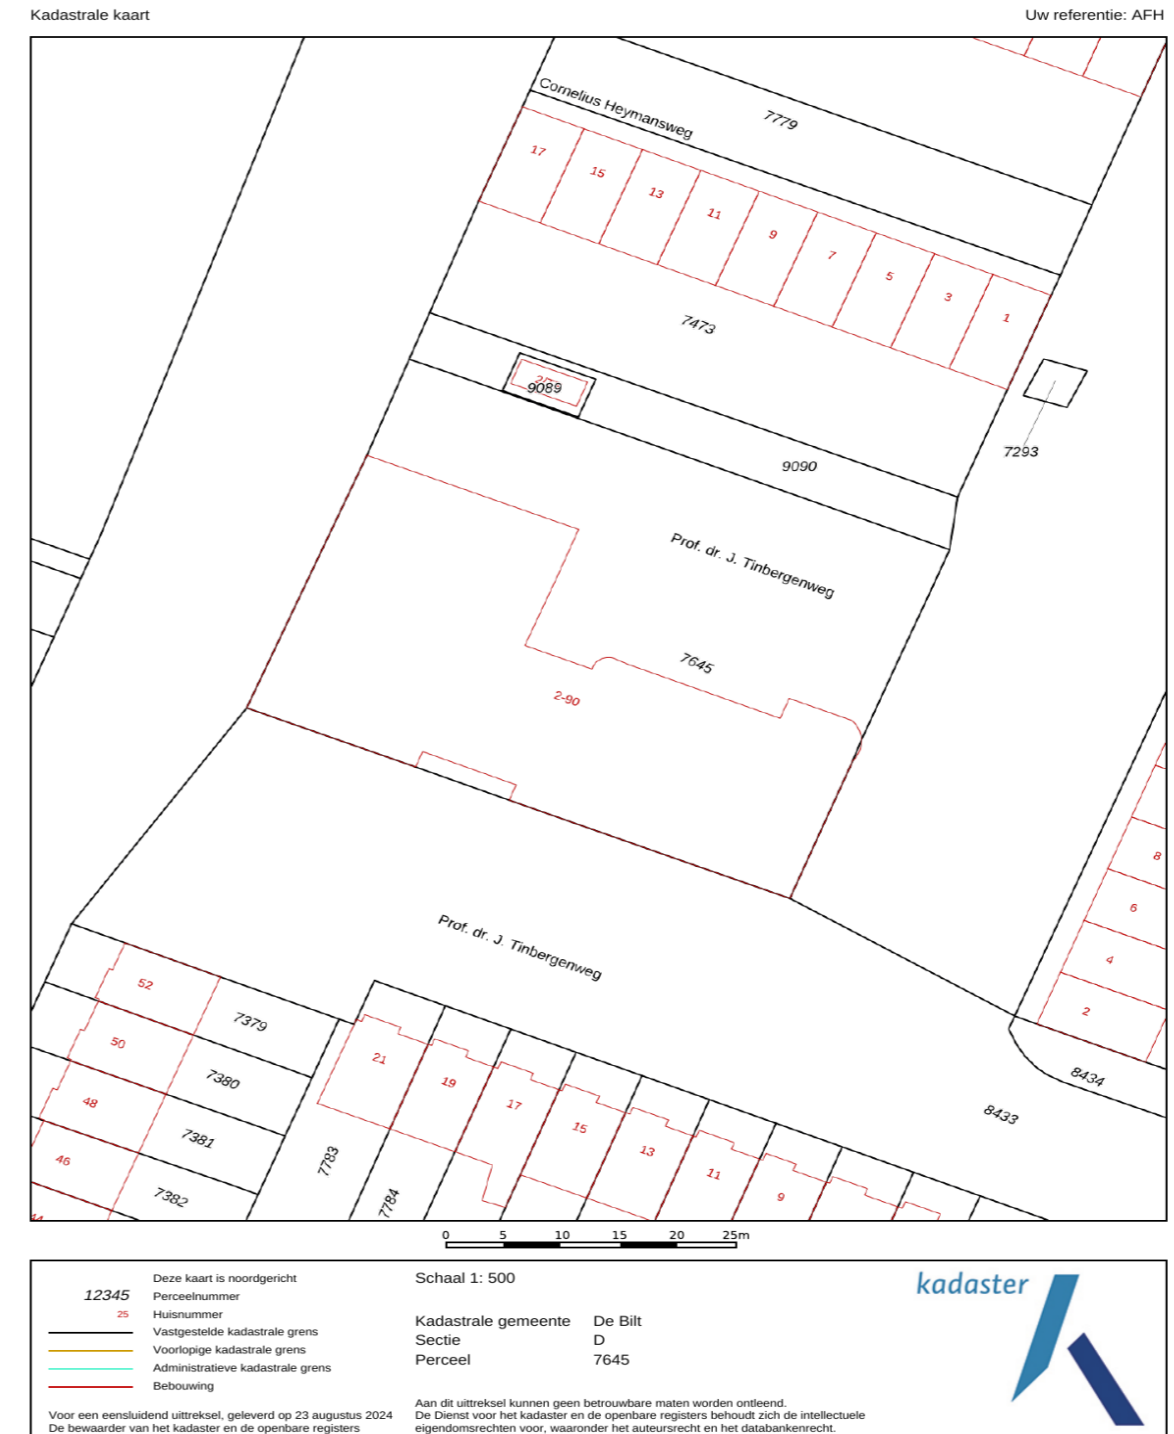 Kadastrale kaart
Uw referentie: AFH
Cornelius Heymansweg
7779
17
15
13
11
9
7
5
3
1
7473
9089
7293
9090
Prof. dr. J. Tinbergenweg
7645
2-90
8
6
4
2
Prof. dr. J. Tinbergenweg
52
7379
50
7380
48
7381
46
7382
44
7783
7784
21
19
17
15
13
11
9
8434
8433
0 5 10 15 20 25m
Deze kaart is noordgericht
12345 Perceelnummer
25 Huisnummer
Vastgestelde kadastrale grens
Voorlopige kadastrale grens
Administratieve kadastrale grens
Bebouwing
Voor een eensluidend uittreksel, geleverd op 23 augustus 2024
De bewaarder van het kadaster en de openbare registers
Schaal 1: 500
Kadastrale gemeente De Bilt
Sectie D
Perceel 7645
Aan dit uittreksel kunnen geen betrouwbare maten worden ontleend.
De Dienst voor het kadaster en de openbare registers behoudt zich de intellectuele
eigendomsrechten voor, waaronder het auteursrecht en het databankenrecht.
kadaster